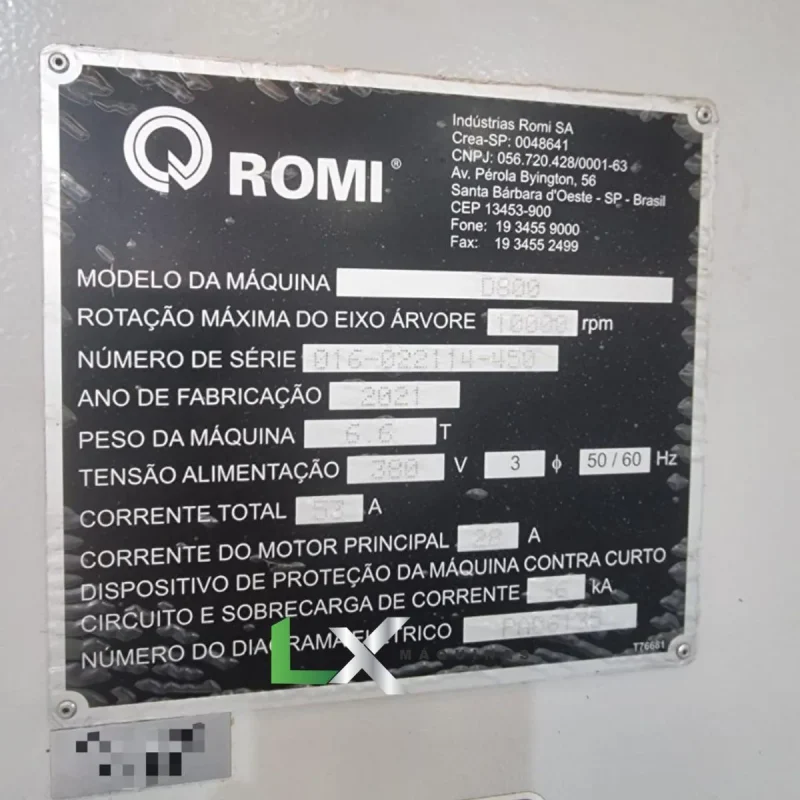 ROMI®
Indústrias Romi SA
Crea-SP: 0048641
CNPJ: 056.720.428/0001-63
Av. Pérola Byington, 56
Santa Bárbara d'Oeste - SP - Brasil
CEP 13453-900
Fone: 19 3455 9000
Fax: 19 3455 2499
MODELO DA MÁQUINA D800
ROTAÇÃO MÁXIMA DO EIXO ÁRVORE 10000 rpm
NÚMERO DE SÉRIE 016-022114-450
ANO DE FABRICAÇÃO 2021
PESO DA MÁQUINA 6.6 T
TENSÃO ALIMENTAÇÃO 380 V 3 ϕ 50 / 60 Hz
CORRENTE TOTAL 53 A
CORRENTE DO MOTOR PRINCIPAL 28 A
DISPOSITIVO DE PROTEÇÃO DA MÁQUINA CONTRA CURTO
CIRCUITO E SOBRECARGA DE CORRENTE kA
NÚMERO DO DIAGRAMA ELÉTRICO
T76681
LX
MÁQUINAS